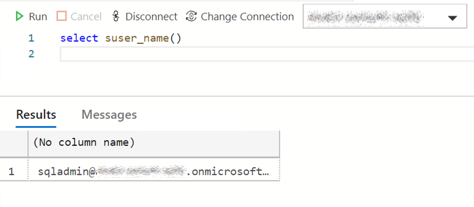 Run Cancel Disconnect Change Connection
1 select suser_name()
2
Results Messages
(No column name)
1 sqladmin@ .onmicrosoft…